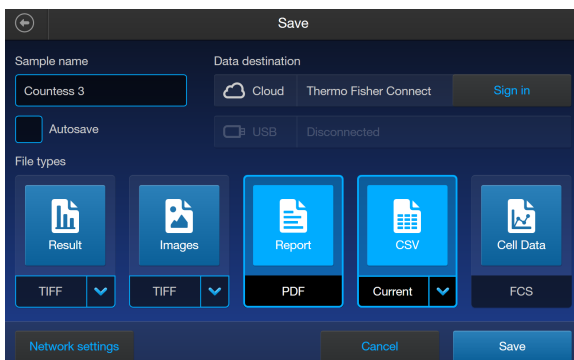 Save
Sample name
Data destination
Countess 3
Cloud Thermo Fisher Connect Sign in
Autosave
USB Disconnected
File types
Result Images Report CSV Cell Data
TIFF TIFF PDF Current FCS
Network settings Cancel Save